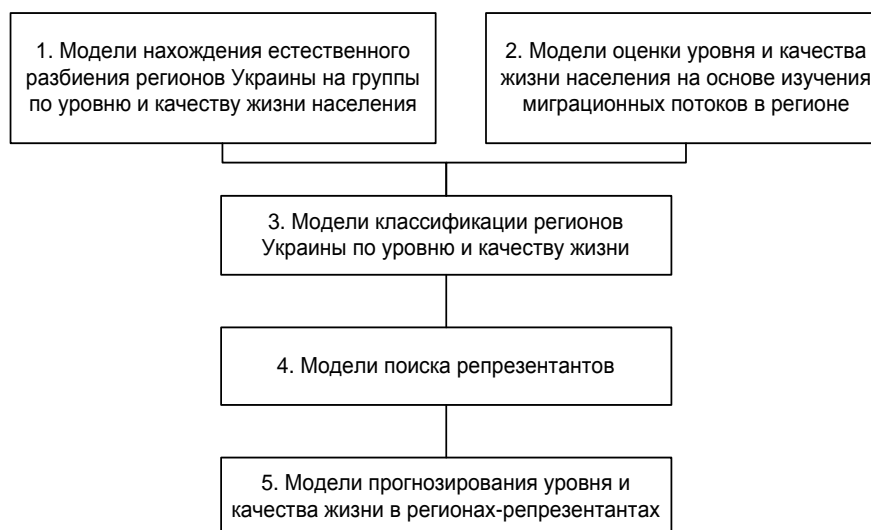 1. Модели нахождения естественного
разбиения регионов Украины на группы
по уровню и качеству жизни населения
2. Модели оценки уровня и качества
жизни населения на основе изучения
миграционных потоков в регионе
3. Модели классификации регионов
Украины по уровню и качеству жизни
4. Модели поиска репрезентантов
5. Модели прогнозирования уровня и
качества жизни в регионах-репрезентантах